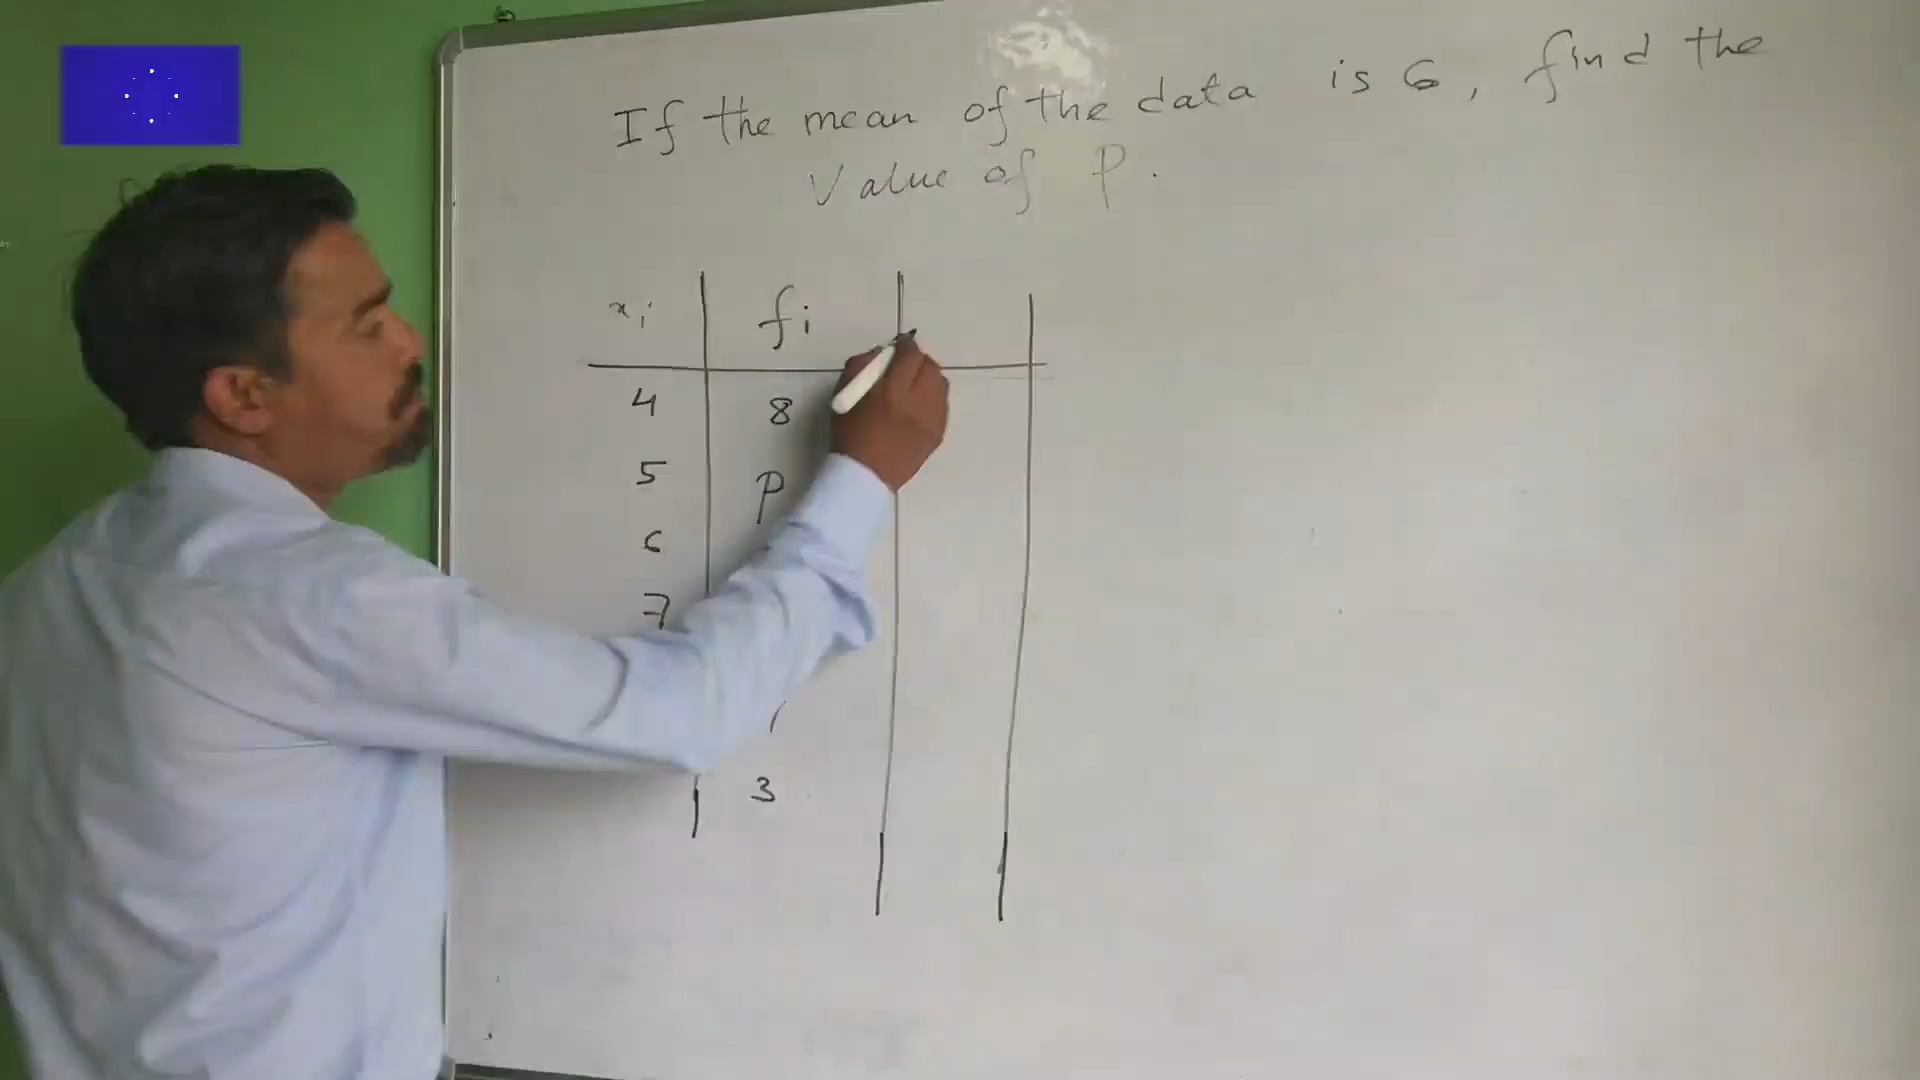 If the mean of the data is 6, find the
Value of P.
xi fi
4 8
5 p
6
7
3